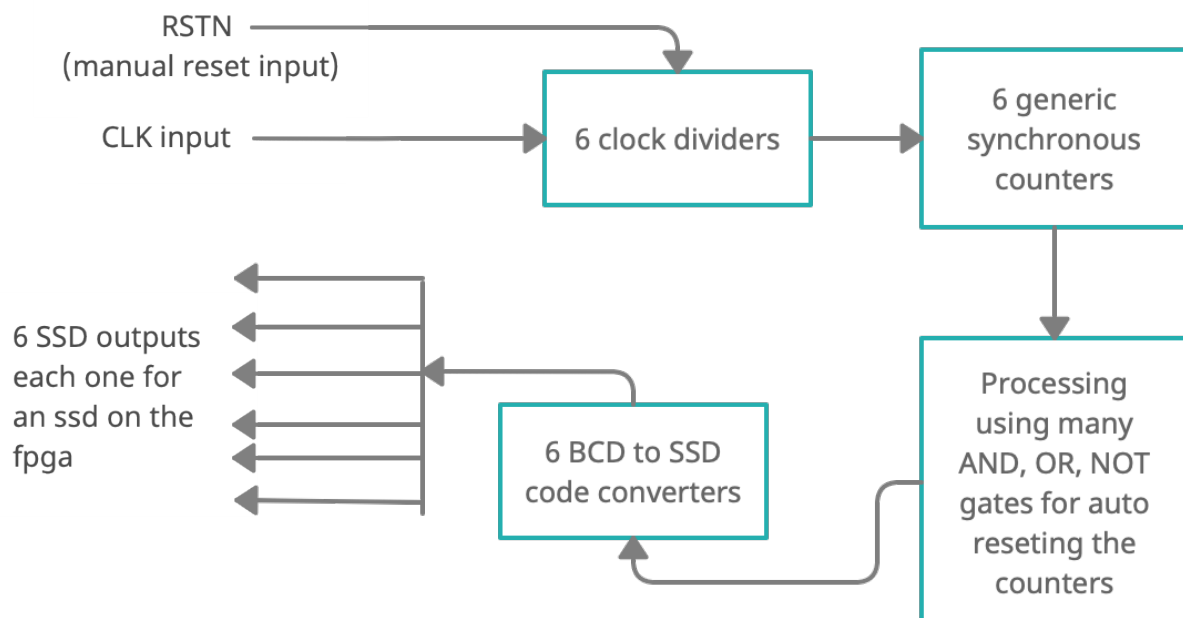 RSTN
(manual reset input)
CLK input
6 clock dividers
6 generic
synchronous
counters
6 SSD outputs
each one for
an ssd on the
fpga
6 BCD to SSD
code converters
Processing
using many
AND, OR, NOT
gates for auto
reseting the
counters